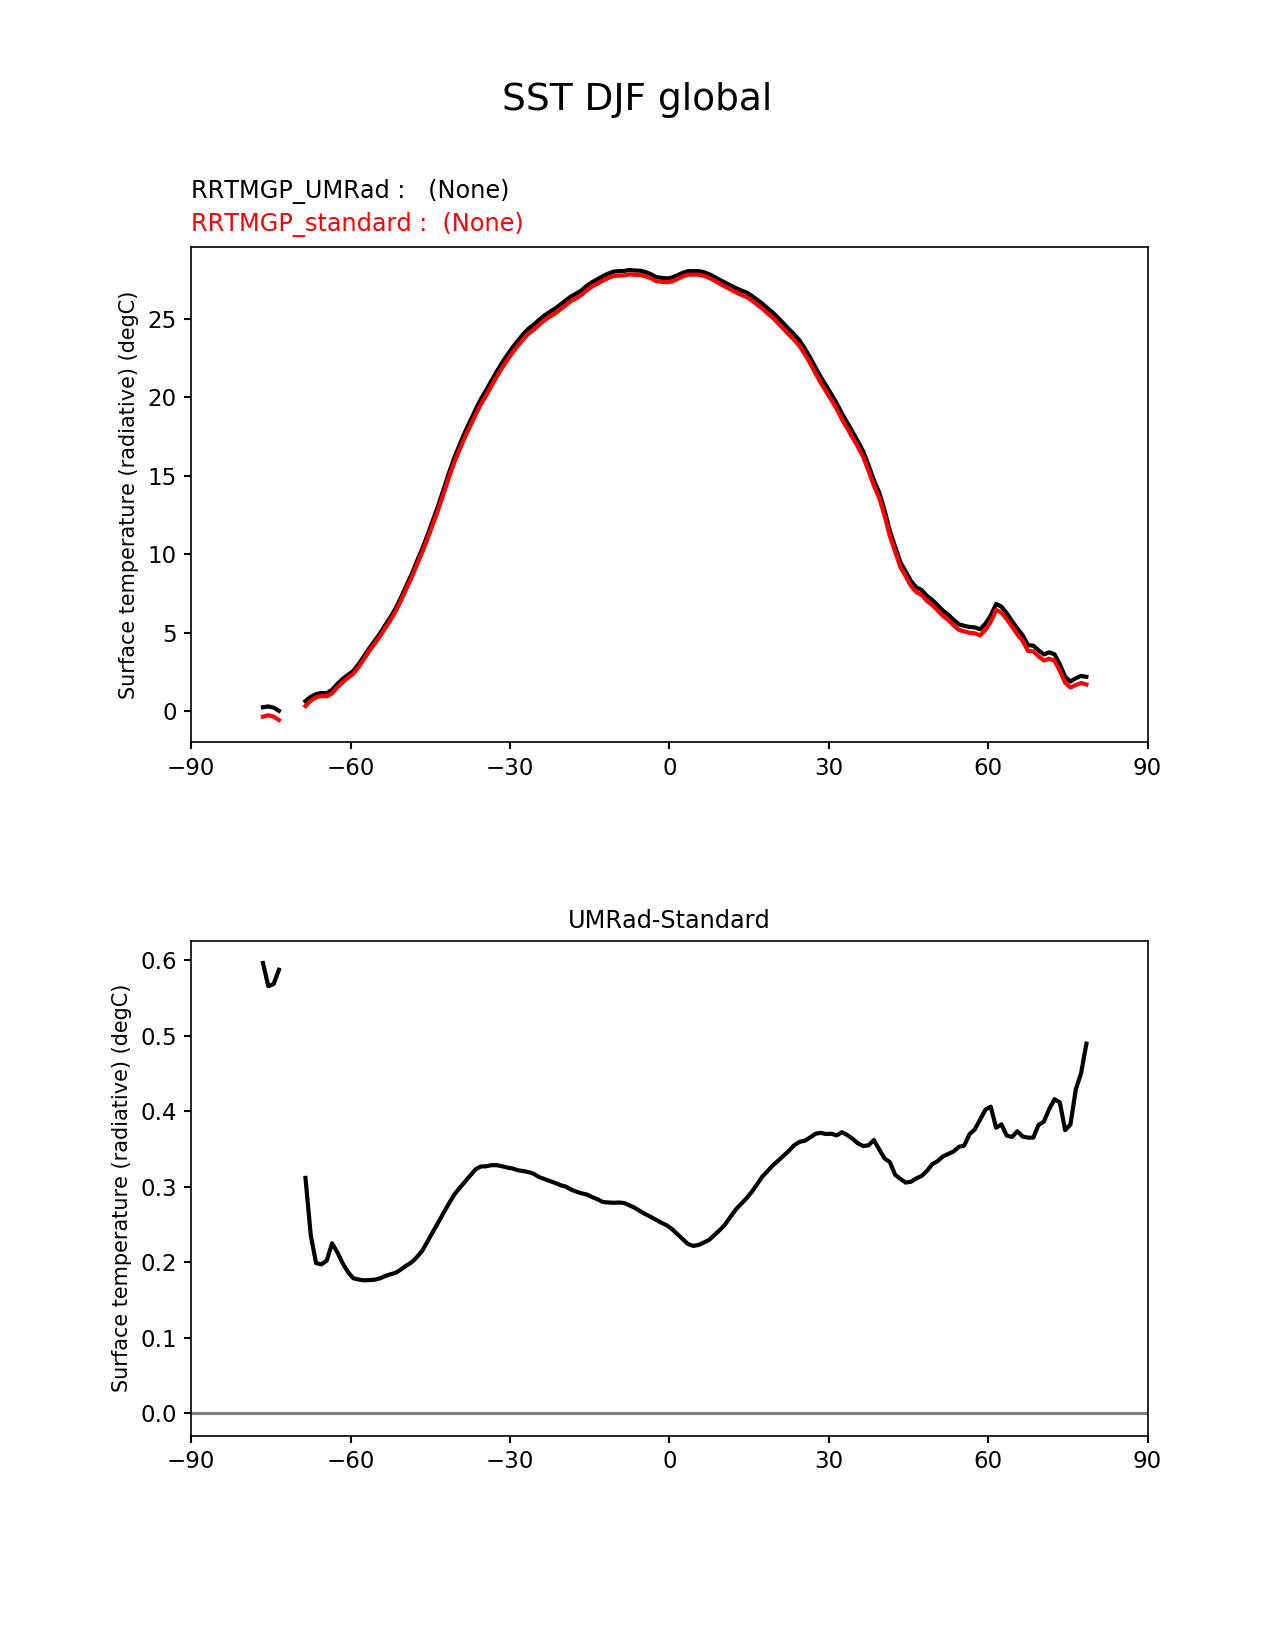 SST DJF global
RRTMGP_UMRad :   (None)
RRTMGP_standard :  (None)
Surface temperature (radiative) (degC)
25
20
15
10
5
0
−90 −60 −30 0 30 60 90
UMRad-Standard
Surface temperature (radiative) (degC)
0.6
0.5
0.4
0.3
0.2
0.1
0.0
−90 −60 −30 0 30 60 90